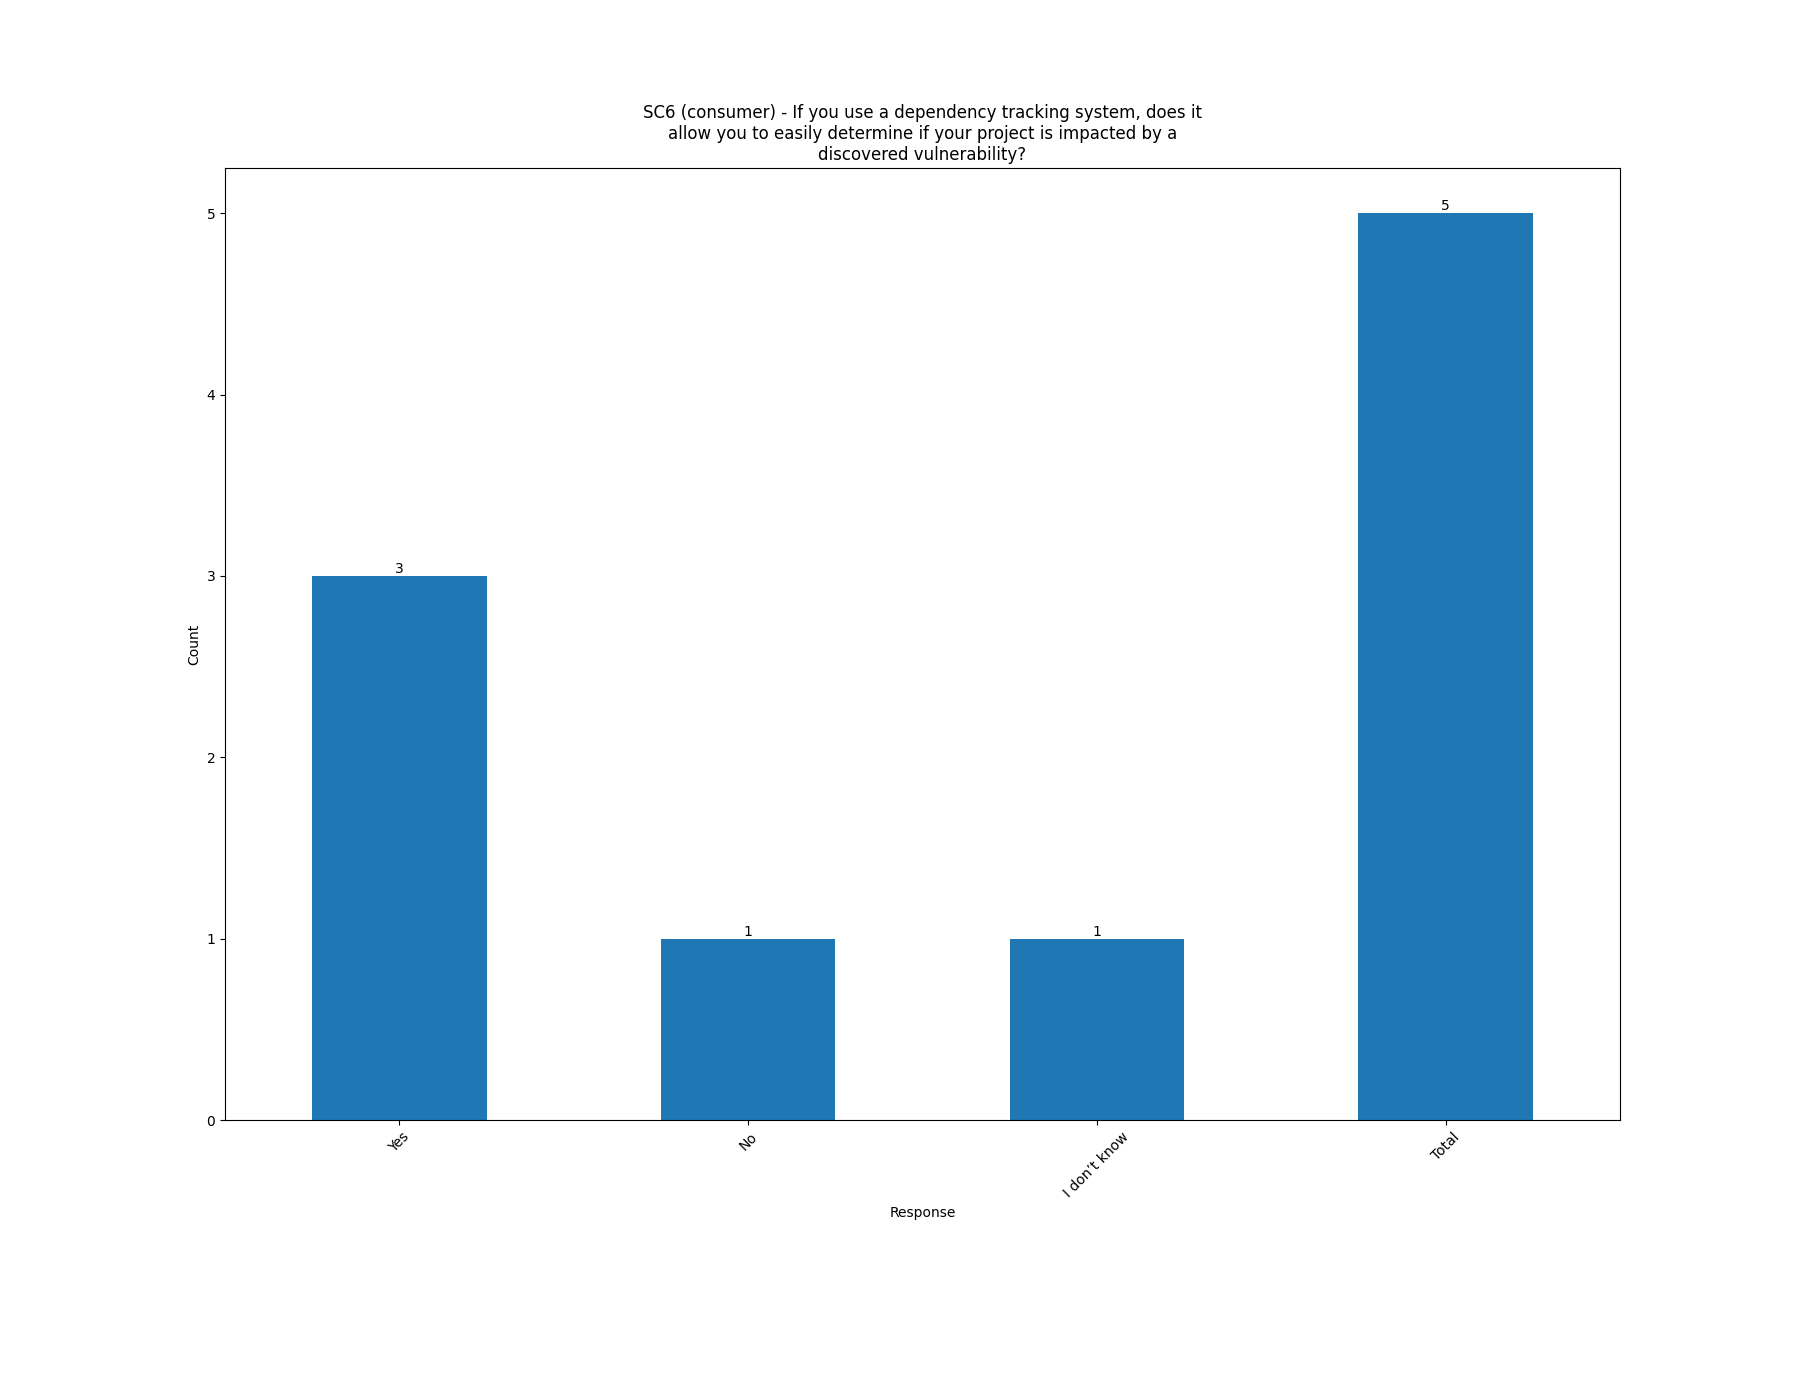 SC6 (consumer) - If you use a dependency tracking system, does it
allow you to easily determine if your project is impacted by a
discovered vulnerability?
5
4
3
2
1
0
Count
3
1
1
5
Yes
No
I don’t know
Total
Response